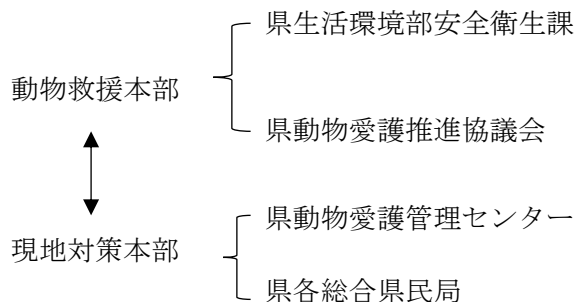 県生活環境部安全衛生課
動物救援本部
県動物愛護推進協議会
県動物愛護管理センター
現地対策本部
県各総合県民局